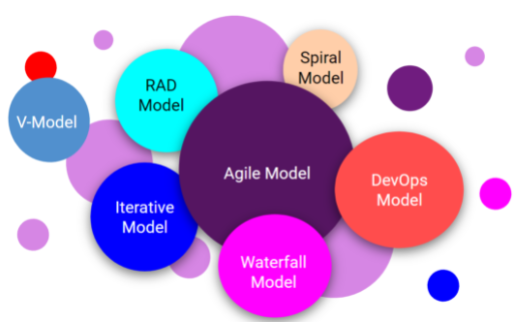 Spiral
Model
RAD
Model
V-Model
Agile Model
DevOps
Model
Iterative
Model
Waterfall
Model